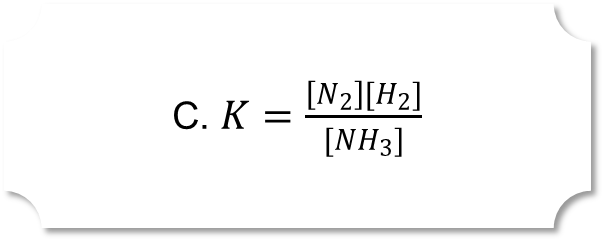 C. K = [N₂][H₂] / [NH₃]